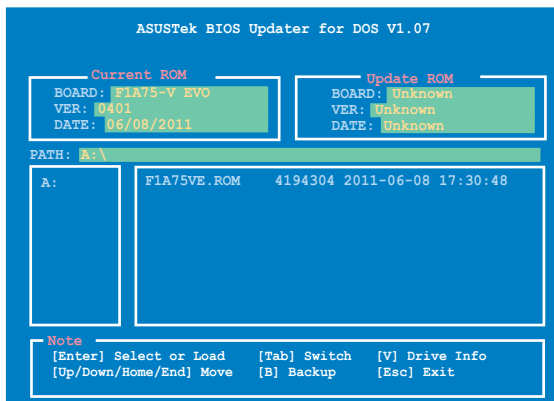 ASUSTek BIOS Updater for DOS V1.07
Current ROM
BOARD: F1A75-V EVO
VER: 0401
DATE: 06/08/2011
Update ROM
BOARD: Unknown
VER: Unknown
DATE: Unknown
PATH: A:\
A:
F1A75VE.ROM 4194304 2011-06-08 17:30:48
Note
[Enter] Select or Load [Tab] Switch [V] Drive Info
[Up/Down/Home/End] Move [B] Backup [Esc] Exit